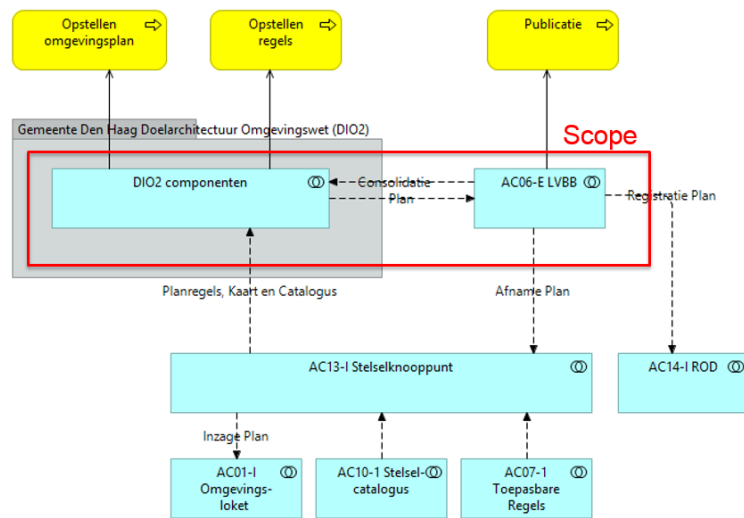 Opstellen
omgevingsplan
Opstellen
regels
Publicatie
Gemeente Den Haag Doelarchitectuur Omgevingswet (DIO2)
Scope
DIO2 componenten
Consolidatie
Plan
AC06-E LVBB
Registratie Plan
Planregels, Kaart en Catalogus
Afname Plan
AC13-I Stelselknooppunt
AC14-I ROD
Inzage Plan
AC01-I
Omgevings-
loket
AC10-1 Stelsel-
catalogus
AC07-1
Toepasbare
Regels